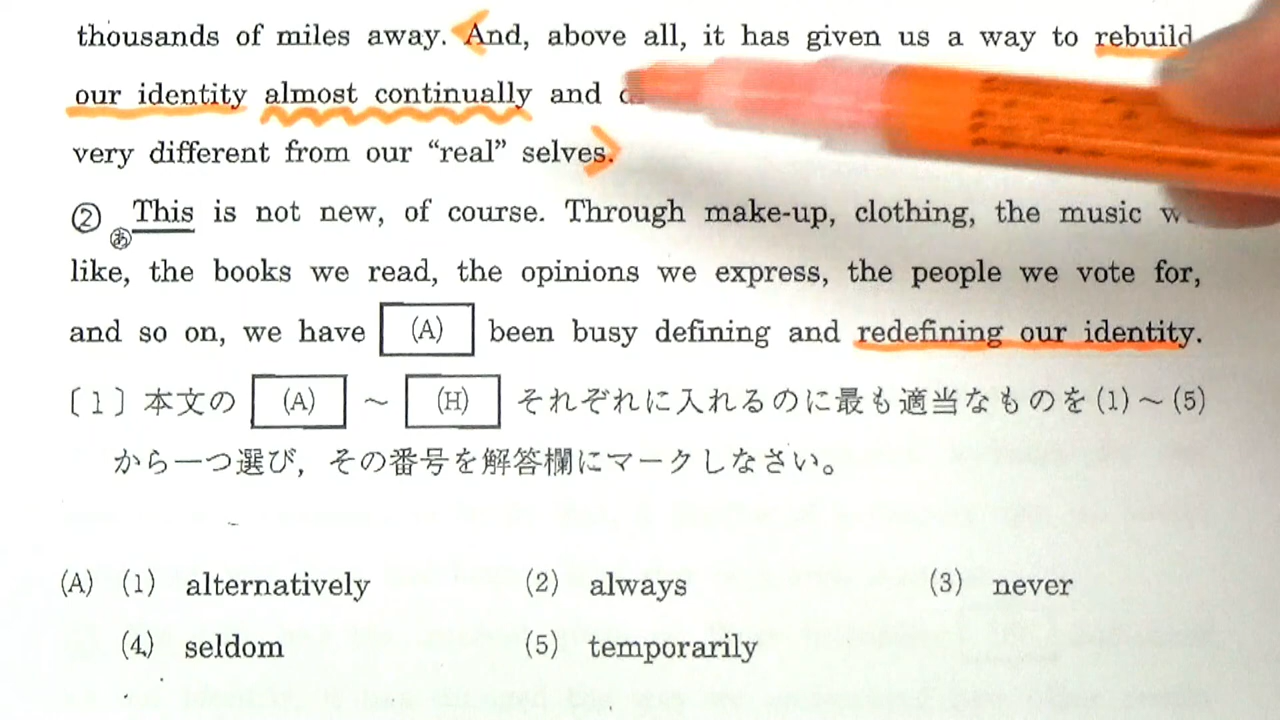 thousands of miles away. And, above all, it has given us a way to rebuild
our identity almost continually and
very different from our “real” selves.
② This is not new, of course. Through make-up, clothing, the music
あ
like, the books we read, the opinions we express, the people we vote for,
and so on, we have (A) been busy defining and redefining our identity.
〔1〕本文の (A) ～ (H) それぞれに入れるのに最も適当なものを(1)～(5)
から一つ選び，その番号を解答欄にマークしなさい。
(A) (1) alternatively (2) always (3) never
(4) seldom (5) temporarily